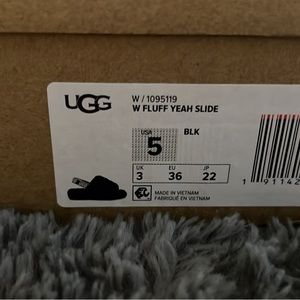 UGG
W / 1095119
W FLUFF YEAH SLIDE
USA
BLK
5
UK EU JP
3 36 22
MADE IN VIETNAM
FABRIQUÉ EN VIETNAM
1 91142